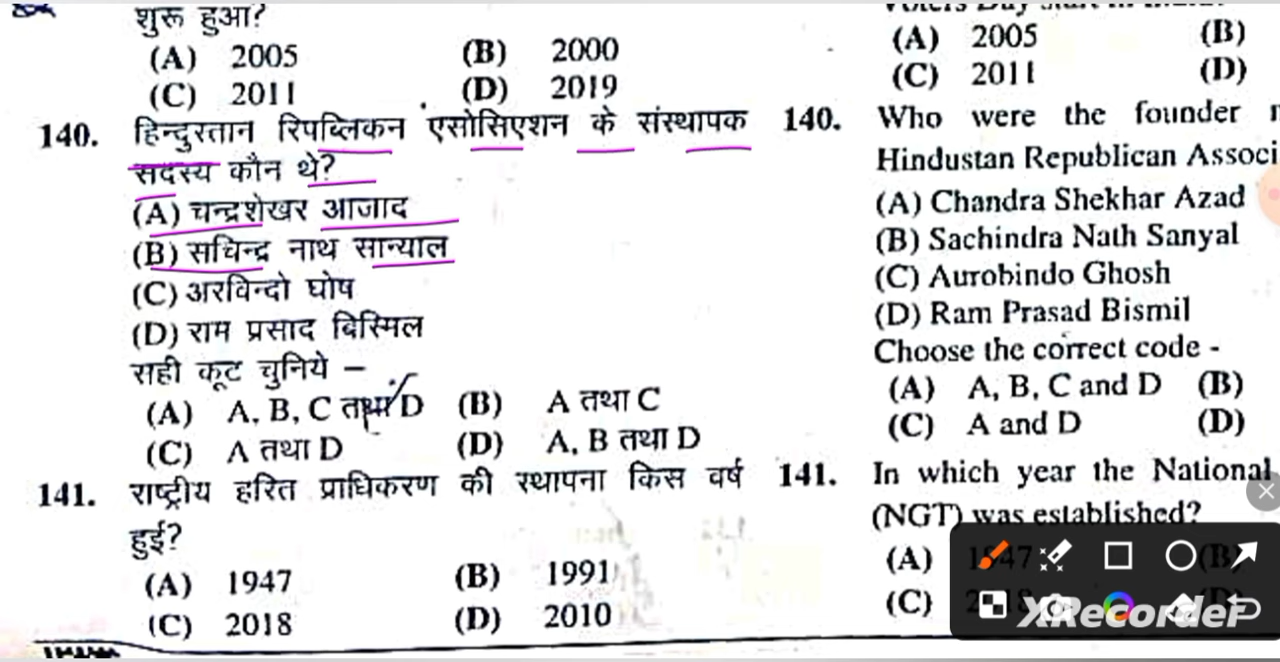 शुरू हुआ?
(A) 2005 (B) 2000
(C) 2011 (D) 2019
140. हिन्दुस्तान रिपब्लिकन एसोसिएशन के संस्थापक
सदस्य कौन थे?
(A) चन्द्रशेखर आजाद
(B) सचिन्द्र नाथ सान्याल
(C) अरविन्दो घोष
(D) राम प्रसाद बिस्मिल
सही कूट चुनिये –
(A) A, B, C तथा D (B) A तथा C
(C) A तथा D (D) A, B तथा D
141. राष्ट्रीय हरित प्राधिकरण की स्थापना किस वर्ष
हुई?
(A) 1947 (B) 1991
(C) 2018 (D) 2010
(A) 2005 (B)
(C) 2011 (D)
140. Who were the founder
Hindustan Republican Associ
(A) Chandra Shekhar Azad
(B) Sachindra Nath Sanyal
(C) Aurobindo Ghosh
(D) Ram Prasad Bismil
Choose the correct code -
(A) A, B, C and D (B)
(C) A and D (D)
141. In which year the National
(NGT) was established?
(A) 1947 (B)
(C) 2018
XRecorder